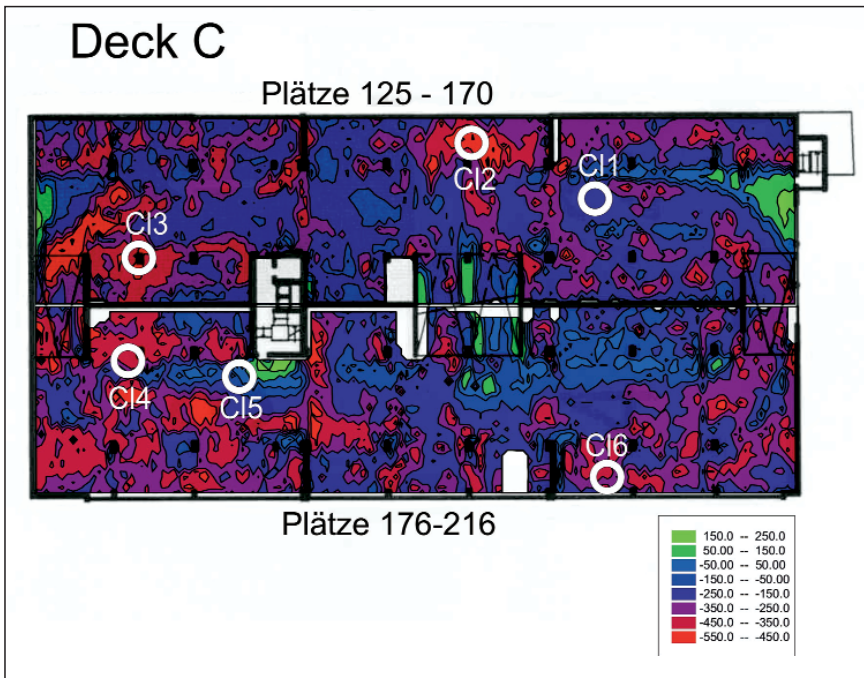 Deck C
Plätze 125 - 170
Cl2
Cl1
Cl3
Cl4
Cl5
Cl6
Plätze 176-216
150.0 -- 250.0
50.00 -- 150.0
-50.00 -- 50.00
-150.0 -- -50.00
-250.0 -- -150.0
-350.0 -- -250.0
-450.0 -- -350.0
-550.0 -- -450.0